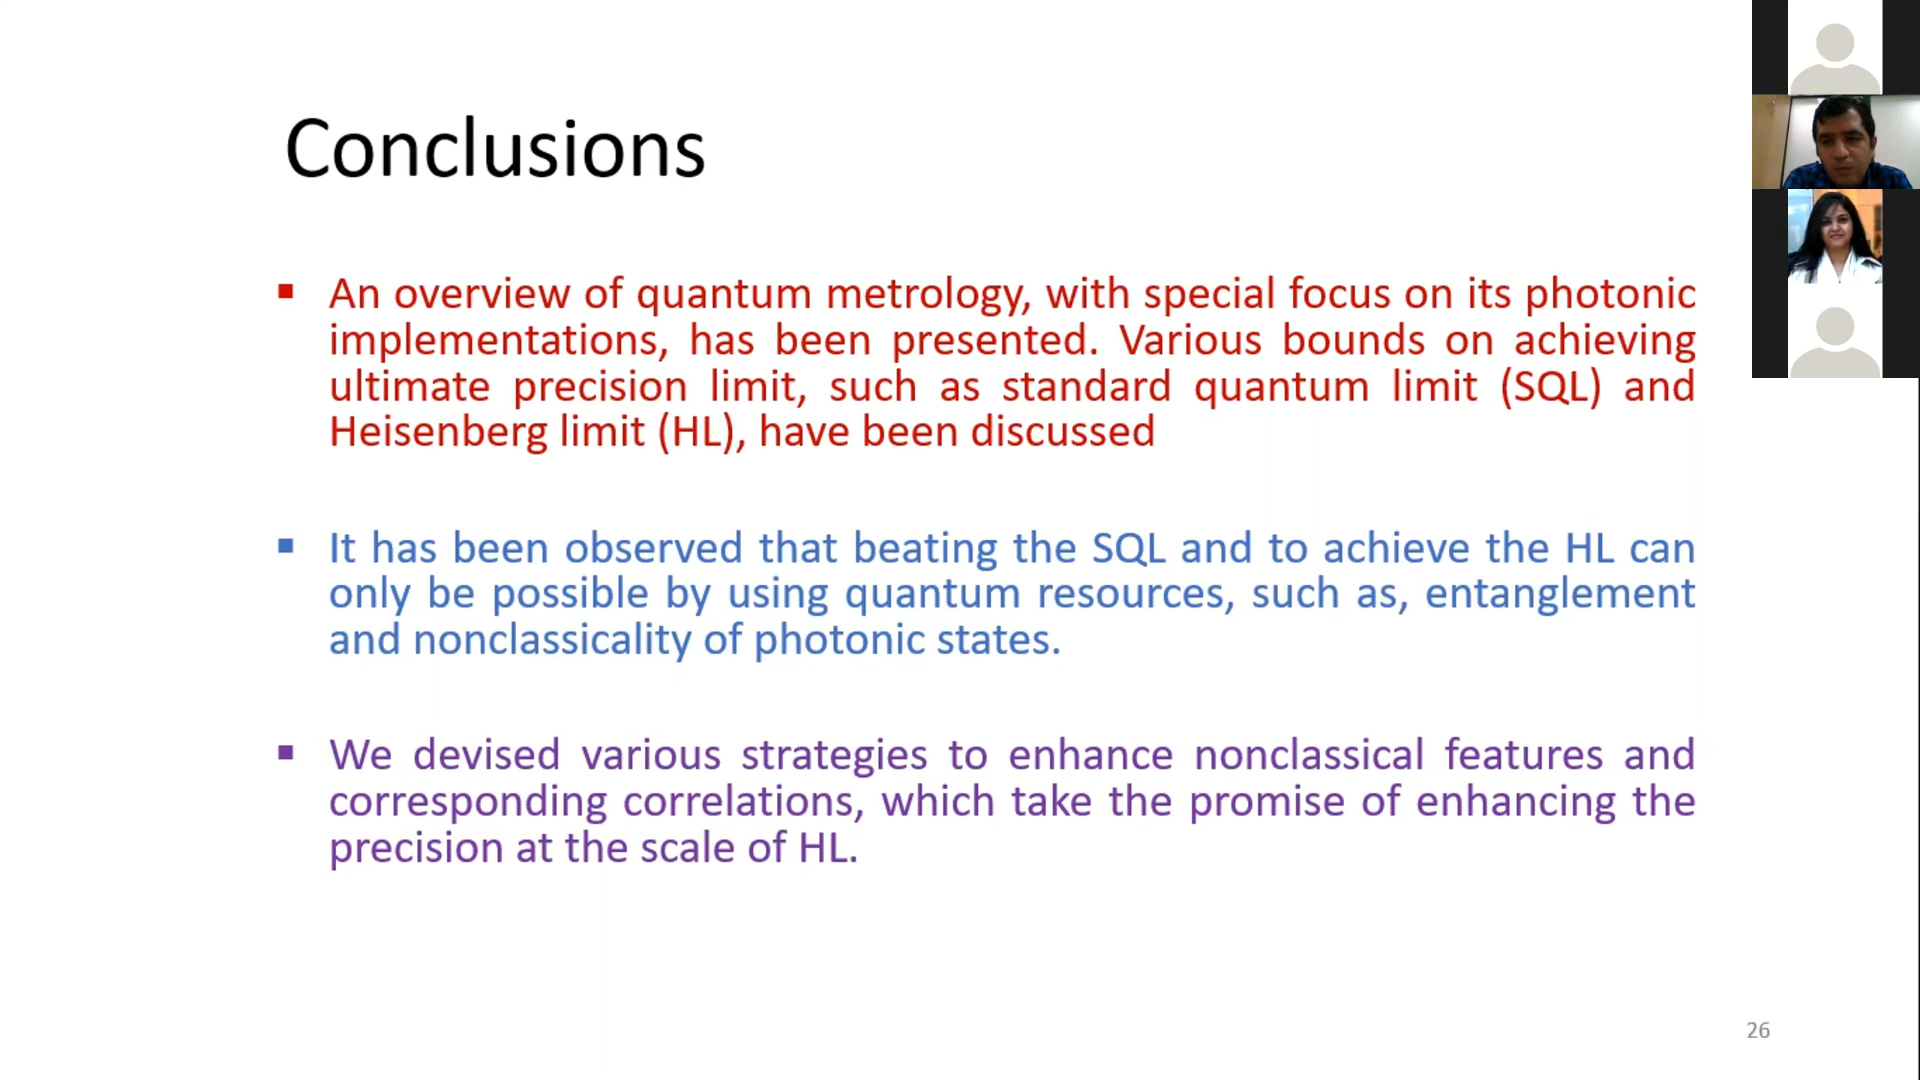 Conclusions
▪ An overview of quantum metrology, with special focus on its photonic
implementations, has been presented. Various bounds on achieving
ultimate precision limit, such as standard quantum limit (SQL) and
Heisenberg limit (HL), have been discussed
▪ It has been observed that beating the SQL and to achieve the HL can
only be possible by using quantum resources, such as, entanglement
and nonclassicality of photonic states.
▪ We devised various strategies to enhance nonclassical features and
corresponding correlations, which take the promise of enhancing the
precision at the scale of HL.
26